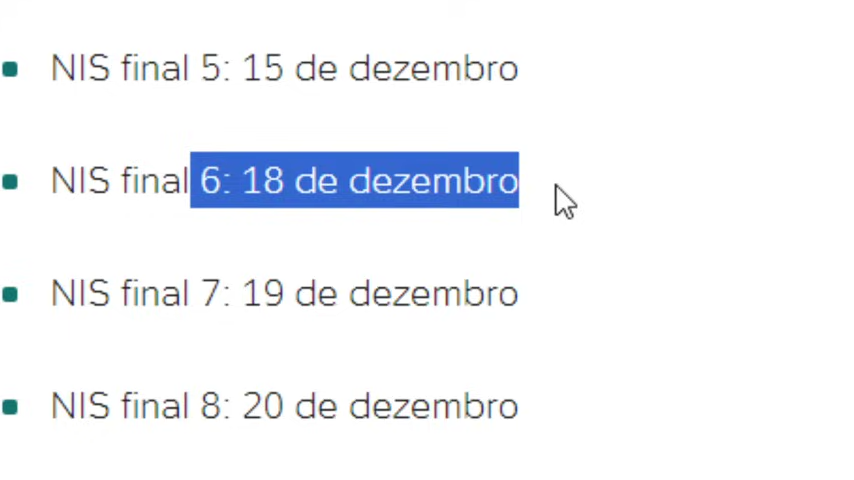 NIS final 5: 15 de dezembro
NIS final 6: 18 de dezembro
NIS final 7: 19 de dezembro
NIS final 8: 20 de dezembro